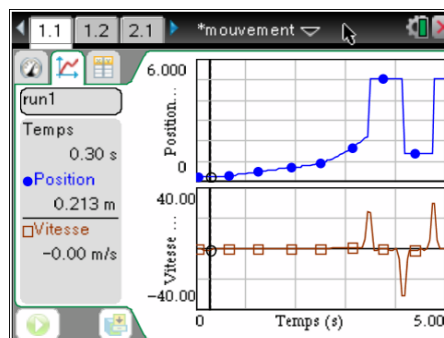 1.1 1.2 2.1 *mouvement
run1
Temps
0.30 s
Position
0.213 m
Vitesse
-0.00 m/s
6.000
Position...
0
40.00
Vitesse ...
-40.00
0 Temps (s) 5.00